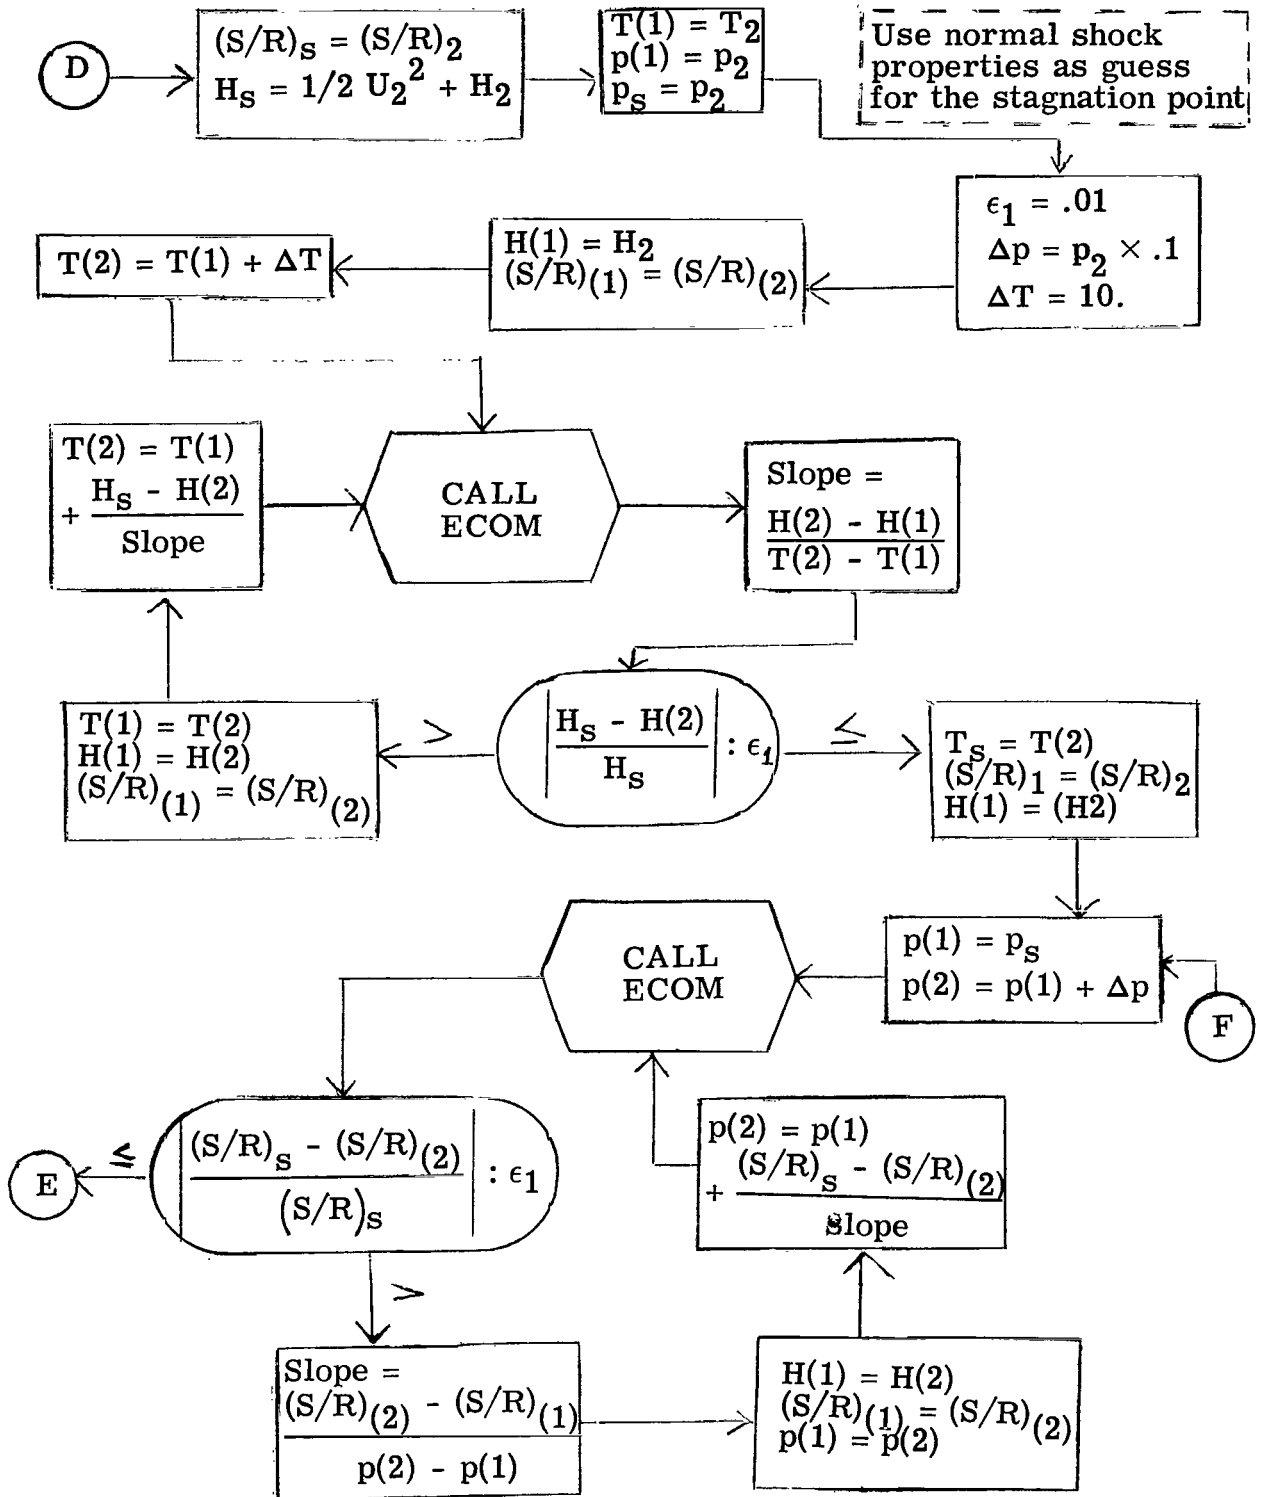 D
(S/R)s = (S/R)2
Hs = 1/2 U2² + H2
T(1) = T2
p(1) = p2
ps = p2
Use normal shock
properties as guess
for the stagnation point
ϵ1 = .01
Δp = p2 × .1
ΔT = 10.
H(1) = H2
(S/R)(1) = (S/R)(2)
T(2) = T(1) + ΔT
T(2) = T(1)
+ Hs - H(2)
Slope
CALL
ECOM
Slope =
H(2) - H(1)
T(2) - T(1)
T(1) = T(2)
H(1) = H(2)
(S/R)(1) = (S/R)(2)
>
|Hs - H(2)
Hs| : ϵ1
≤
Ts = T(2)
(S/R)1 = (S/R)2
H(1) = (H2)
p(1) = ps
p(2) = p(1) + Δp
F
CALL
ECOM
E
≤
|(S/R)s - (S/R)(2)
(S/R)s| : ϵ1
p(2) = p(1)
+ (S/R)s - (S/R)(2)
slope
>
Slope =
(S/R)(2) - (S/R)(1)
p(2) - p(1)
H(1) = H(2)
(S/R)(1) = (S/R)(2)
p(1) = p(2)